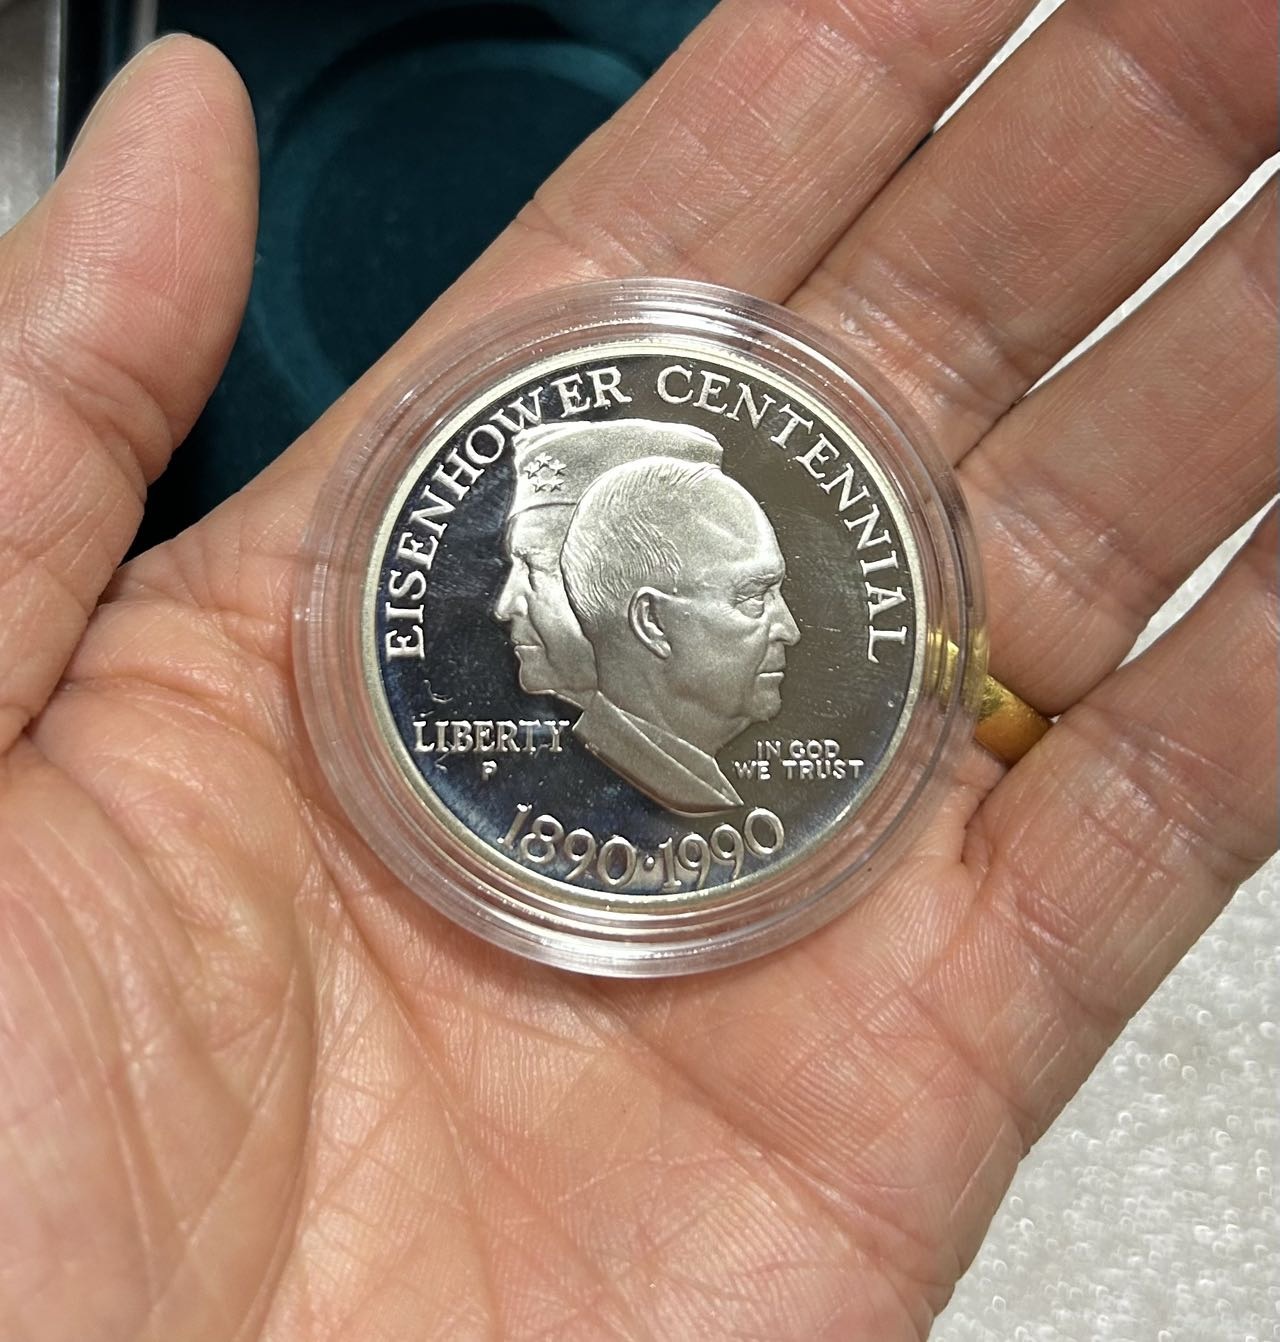 EISENHOWER CENTENNIAL
LIBERTY
P
IN GOD
WE TRUST
1890·1990